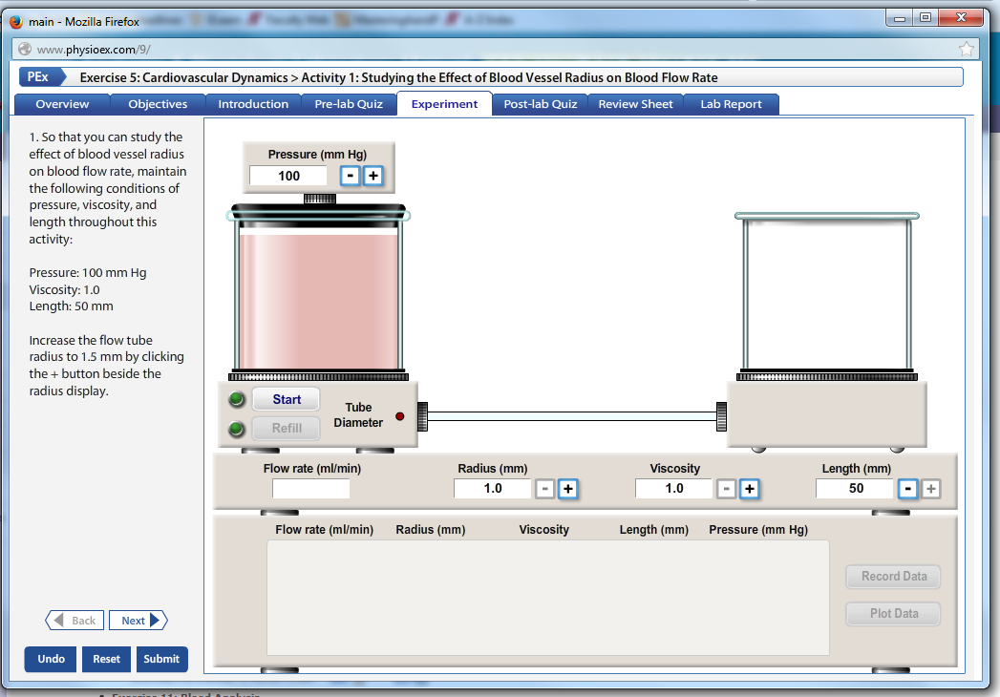 main - Mozilla Firefox
www.physioex.com/9/
PEx Exercise 5: Cardiovascular Dynamics > Activity 1: Studying the Effect of Blood Vessel Radius on Blood Flow Rate
Overview Objectives Introduction Pre-lab Quiz Experiment Post-lab Quiz Review Sheet Lab Report
1. So that you can study the
effect of blood vessel radius
on blood flow rate, maintain
the following conditions of
pressure, viscosity, and
length throughout this
activity:
Pressure: 100 mm Hg
Viscosity: 1.0
Length: 50 mm
Increase the flow tube
radius to 1.5 mm by clicking
the + button beside the
radius display.
Back Next
Undo Reset Submit
Pressure (mm Hg)
100 - +
Start
Refill
Tube
Diameter
Flow rate (ml/min) Radius (mm) Viscosity Length (mm)
1.0 - + 1.0 - + 50 - +
Flow rate (ml/min) Radius (mm) Viscosity Length (mm) Pressure (mm Hg)
Record Data
Plot Data